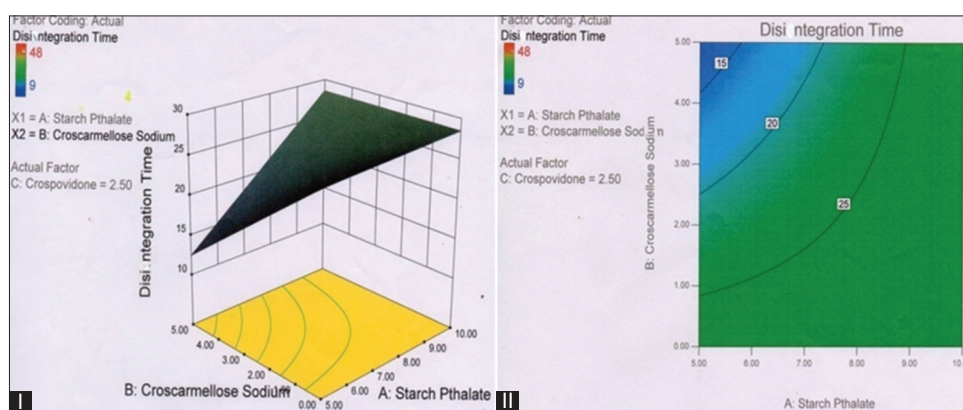 Factor Coding: Actual
Disi ntegration Time
48
9
X1 = A: Starch Pthalate
X2 = B: Croscarmellose Sodium
Actual Factor
C: Crospovidone = 2.50
Disi ntegration Time
30
25
20
15
10
5.00
4.00
3.00
2.00
0.00
5.00
6.00
7.00
8.00
9.00
10.00
B: Croscarmellose Sodium
A: Starch Pthalate
I
Factor Coding: Actual
Disi ntegration Time
48
9
X1 = A: Starch Pthalate
X2 = B: Croscarmellose Sod m
Actual Factor
C: Crospovidone = 2.50
Disi ntegration Time
B: Croscarmellose Sodium
5.00
4.00
3.00
2.00
1.00
0.00
15
20
25
5.00
6.00
7.00
8.00
9.00
10.0
A: Starch Pthalate
II